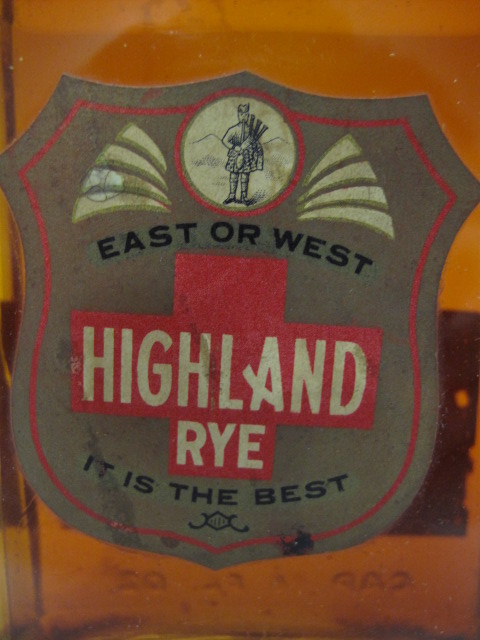 EAST OR WEST
HIGHLAND
RYE
IT IS THE BEST